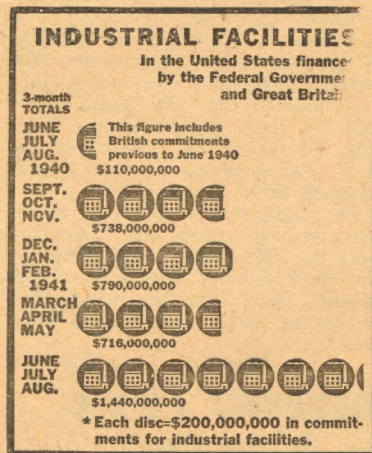 INDUSTRIAL FACILITIES
In the United States finance
by the Federal Governme
and Great Britai
3-month
TOTALS
JUNE
JULY
AUG.
1940
This figure includes
British commitments
previous to June 1940
$110,000,000
SEPT.
OCT.
NOV.
$738,000,000
DEC.
JAN.
FEB.
1941
$790,000,000
MARCH
APRIL
MAY
$716,000,000
JUNE
JULY
AUG.
$1,440,000,000
* Each disc=$200,000,000 in commit-
ments for industrial facilities.